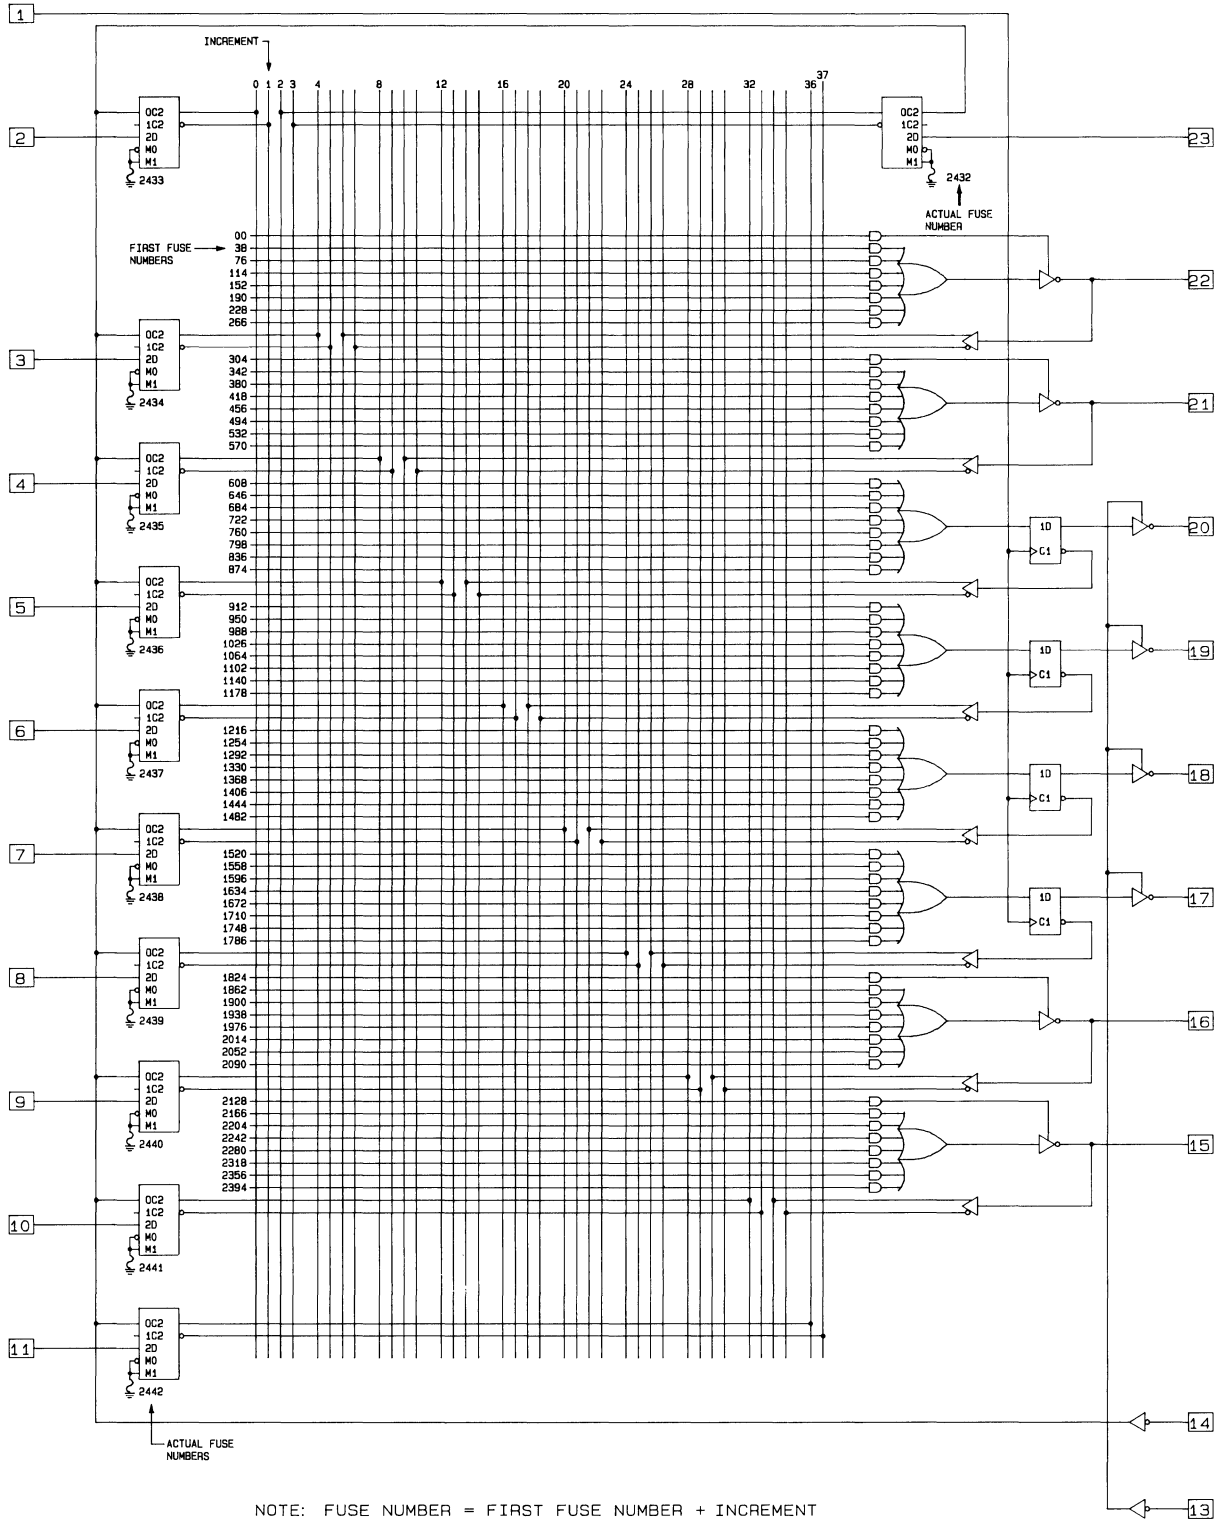 1
INCREMENT
0 1 2 3 4 8 12 16 20 24 28 32 36 37
2
OC2
1C2
2D
M0
M1
2433
OC2
1C2
2D
M0
M1
2432
23
ACTUAL FUSE
NUMBER
FIRST FUSE
NUMBERS
00
38
76
114
152
190
228
266
22
3
OC2
1C2
2D
M0
M1
2434
304
342
380
418
456
494
532
570
21
4
OC2
1C2
2D
M0
M1
2435
608
646
684
722
760
798
836
874
1D
C1
20
5
OC2
1C2
2D
M0
M1
2436
912
950
988
1026
1064
1102
1140
1178
1D
C1
19
6
OC2
1C2
2D
M0
M1
2437
1216
1254
1292
1330
1368
1406
1444
1482
1D
C1
18
7
OC2
1C2
2D
M0
M1
2438
1520
1558
1596
1634
1672
1710
1748
1786
1D
C1
17
8
OC2
1C2
2D
M0
M1
2439
1824
1862
1900
1938
1976
2014
2052
2090
16
9
OC2
1C2
2D
M0
M1
2440
2128
2166
2204
2242
2280
2318
2356
2394
15
10
OC2
1C2
2D
M0
M1
2441
11
OC2
1C2
2D
M0
M1
2442
14
ACTUAL FUSE
NUMBERS
NOTE: FUSE NUMBER = FIRST FUSE NUMBER + INCREMENT
13